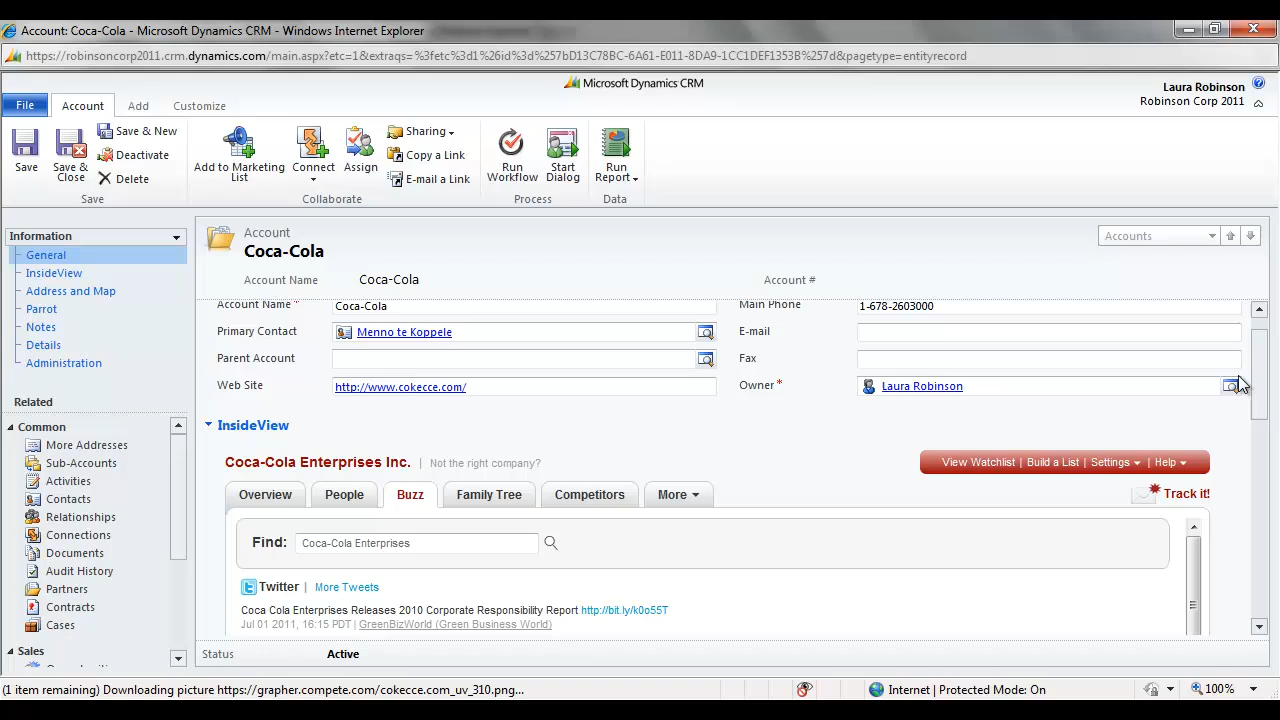 Account: Coca-Cola - Microsoft Dynamics CRM - Windows Internet Explorer
https://robinsoncorp2011.crm.dynamics.com/main.aspx?etc=1&extraqs= %3fetc%3d1%26id%3d%257bD13C78BC-6A61-E011-8DA9-1CC1DEF1353B%257d&pagetype=entityrecord
Microsoft Dynamics CRM
Laura Robinson
Robinson Corp 2011
File Account Add Customize
Save
Save & Close
Save & New
Deactivate
Delete
Save
Add to Marketing List
Connect
Assign
Sharing
Copy a Link
E-mail a Link
Collaborate
Run Workflow
Start Dialog
Process
Run Report
Data
Information
General
InsideView
Address and Map
Parrot
Notes
Details
Administration
Related
Common
More Addresses
Sub-Accounts
Activities
Contacts
Relationships
Connections
Documents
Audit History
Partners
Contracts
Cases
Sales
Account
Coca-Cola
Accounts
Account Name Coca-Cola Account #
Account Name * Coca-Cola Main Phone 1-678-2603000
Primary Contact Menno te Koppele E-mail
Parent Account Fax
Web Site http://www.cokecce.com/ Owner * Laura Robinson
InsideView
Coca-Cola Enterprises Inc. | Not the right company?
View Watchlist | Build a List | Settings | Help
Overview People Buzz Family Tree Competitors More
Track it!
Find: Coca-Cola Enterprises
Twitter | More Tweets
Coca Cola Enterprises Releases 2010 Corporate Responsibility Report http://bit.ly/k0o55T
Jul 01 2011, 16:15 PDT | GreenBizWorld (Green Business World)
Status Active
(1 item remaining) Downloading picture https://grapher.compete.com/cokecce.com_uv_310.png...
Internet | Protected Mode: On
100%